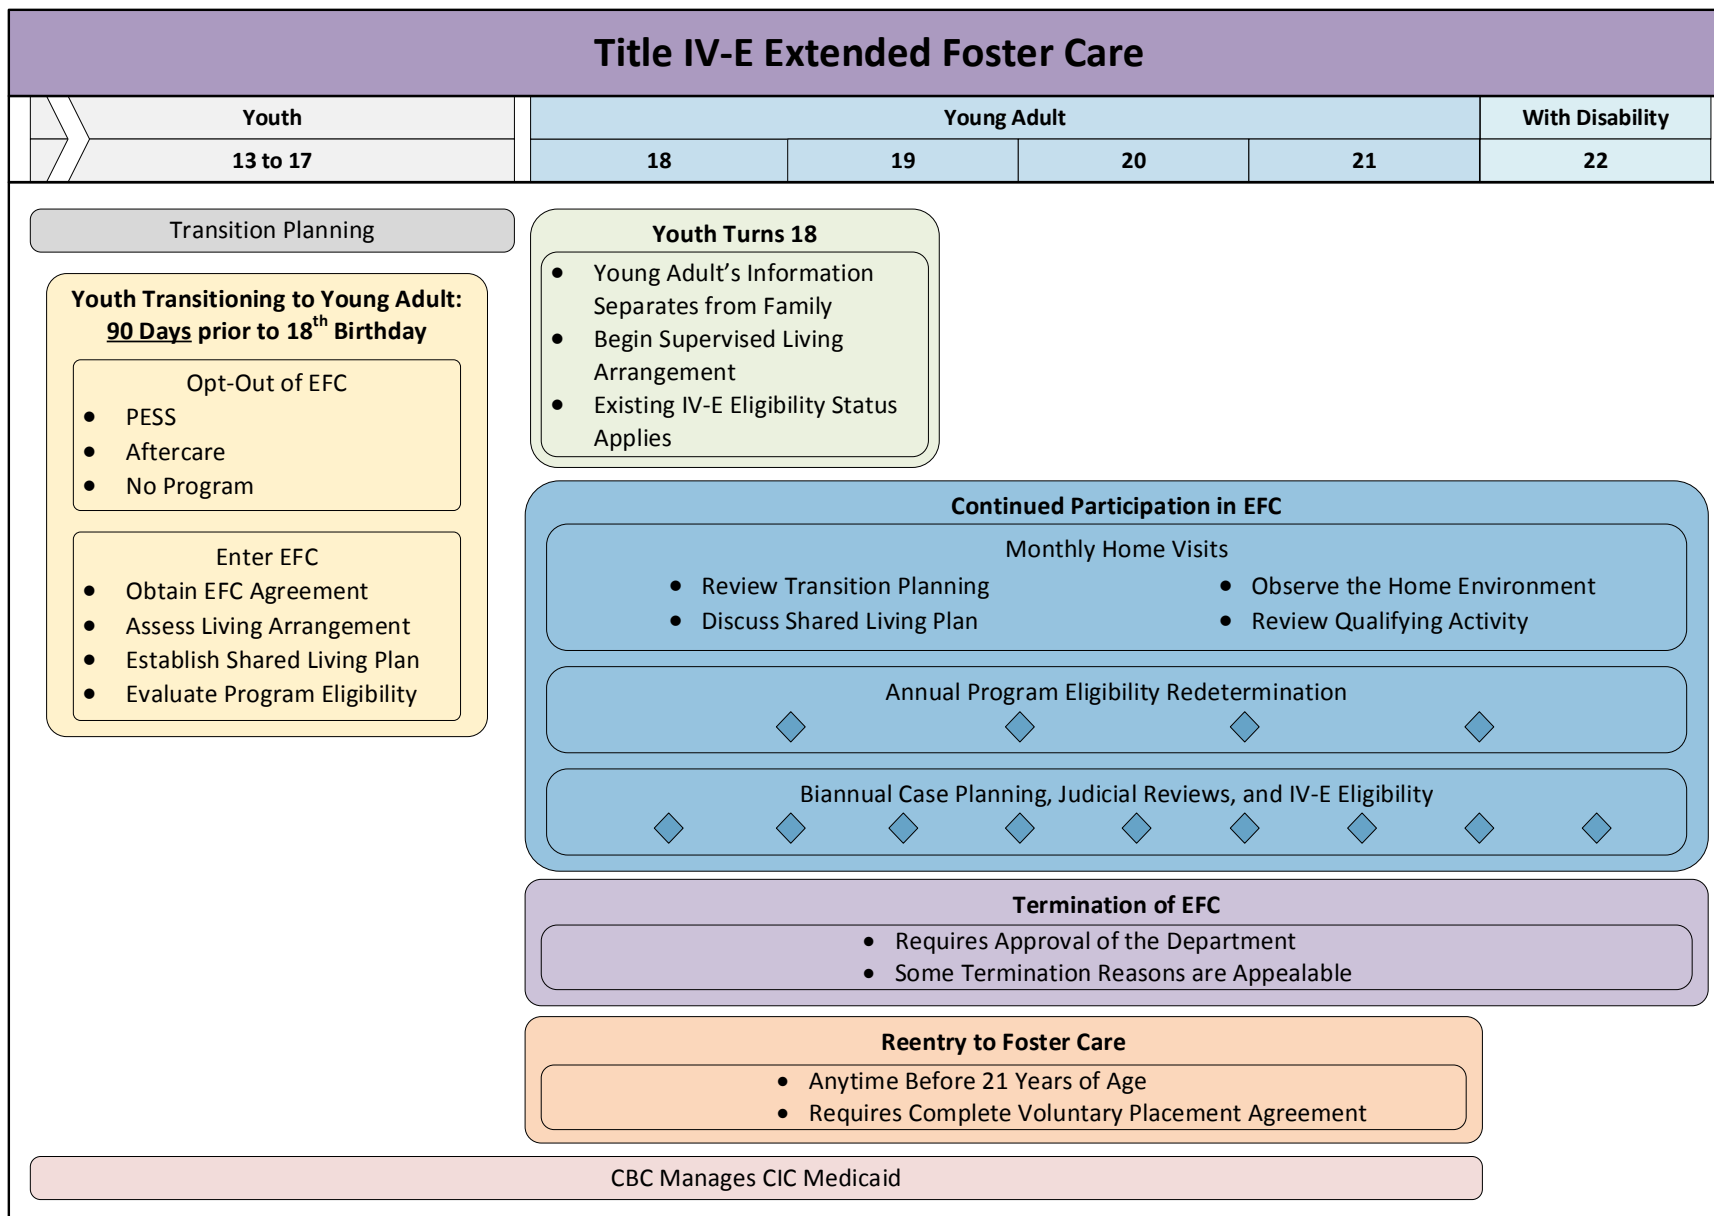 Title IV-E Extended Foster Care
Youth
Young Adult
With Disability
13 to 17
18
19
20
21
22
Transition Planning
Youth Transitioning to Young Adult:
90 Days prior to 18th Birthday
Opt-Out of EFC
• PESS
• Aftercare
• No Program
Enter EFC
• Obtain EFC Agreement
• Assess Living Arrangement
• Establish Shared Living Plan
• Evaluate Program Eligibility
Youth Turns 18
• Young Adult’s Information
Separates from Family
• Begin Supervised Living
Arrangement
• Existing IV-E Eligibility Status
Applies
Continued Participation in EFC
Monthly Home Visits
• Review Transition Planning
• Discuss Shared Living Plan
• Observe the Home Environment
• Review Qualifying Activity
Annual Program Eligibility Redetermination
Biannual Case Planning, Judicial Reviews, and IV-E Eligibility
Termination of EFC
• Requires Approval of the Department
• Some Termination Reasons are Appealable
Reentry to Foster Care
• Anytime Before 21 Years of Age
• Requires Complete Voluntary Placement Agreement
CBC Manages CIC Medicaid